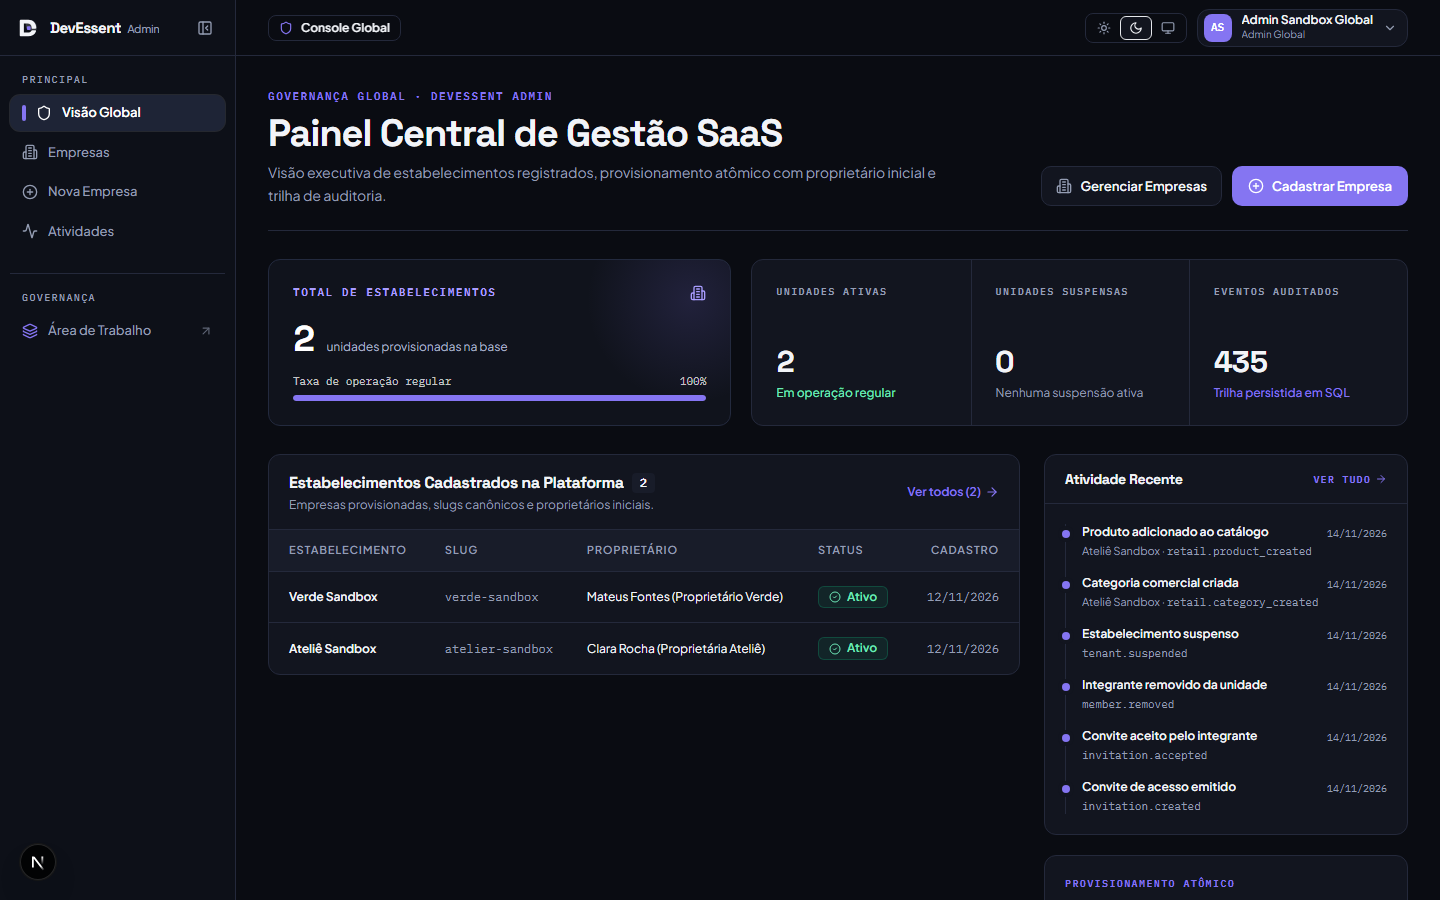 DevEssent Admin
PRINCIPAL
Visão Global
Empresas
Nova Empresa
Atividades
GOVERNANÇA
Área de Trabalho
Console Global
AS
Admin Sandbox Global
Admin Global
GOVERNANÇA GLOBAL · DEVESSENT ADMIN
Painel Central de Gestão SaaS
Visão executiva de estabelecimentos registrados, provisionamento atômico com proprietário inicial e
trilha de auditoria.
Gerenciar Empresas
Cadastrar Empresa
TOTAL DE ESTABELECIMENTOS
2 unidades provisionadas na base
Taxa de operação regular 100%
UNIDADES ATIVAS
2
Em operação regular
UNIDADES SUSPENSAS
0
Nenhuma suspensão ativa
EVENTOS AUDITADOS
435
Trilha persistida em SQL
Estabelecimentos Cadastrados na Plataforma 2
Empresas provisionadas, slugs canônicos e proprietários iniciais.
Ver todos (2)
ESTABELECIMENTO SLUG PROPRIETÁRIO STATUS CADASTRO
Verde Sandbox verde-sandbox Mateus Fontes (Proprietário Verde) Ativo 12/11/2026
Ateliê Sandbox atelier-sandbox Clara Rocha (Proprietária Ateliê) Ativo 12/11/2026
Atividade Recente VER TUDO
Produto adicionado ao catálogo 14/11/2026
Ateliê Sandbox · retail.product_created
Categoria comercial criada 14/11/2026
Ateliê Sandbox · retail.category_created
Estabelecimento suspenso 14/11/2026
tenant.suspended
Integrante removido da unidade 14/11/2026
member.removed
Convite aceito pelo integrante 14/11/2026
invitation.accepted
Convite de acesso emitido 14/11/2026
invitation.created
PROVISIONAMENTO ATÔMICO
N